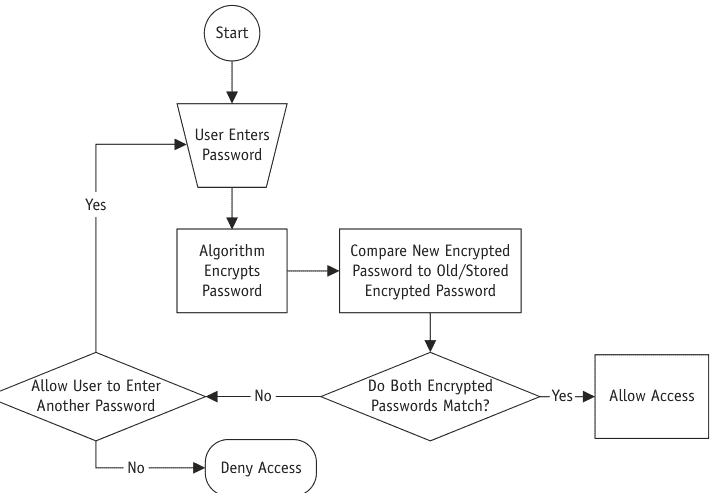 Start
User Enters
Password
Yes
Algorithm
Encrypts
Password
Compare New Encrypted
Password to Old/Stored
Encrypted Password
Allow User to Enter
Another Password
No
Do Both Encrypted
Passwords Match?
Yes
Allow Access
No
Deny Access